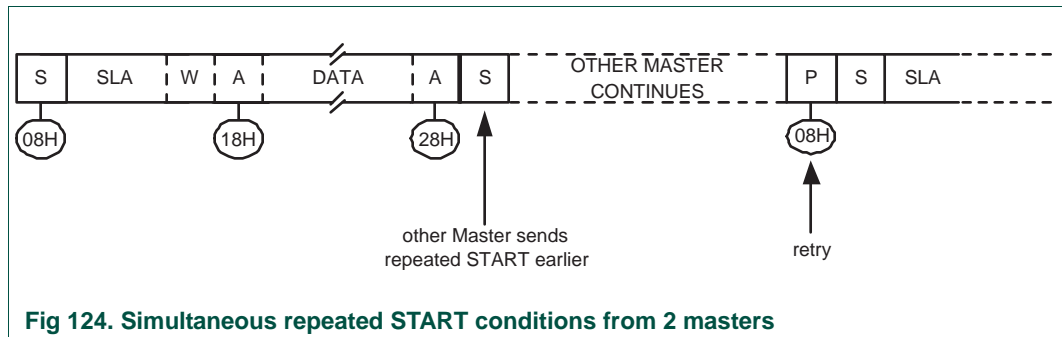 S SLA W A DATA A S OTHER MASTER CONTINUES P S SLA
08H 18H 28H 08H
other Master sends
repeated START earlier
retry
Fig 124. Simultaneous repeated START conditions from 2 masters